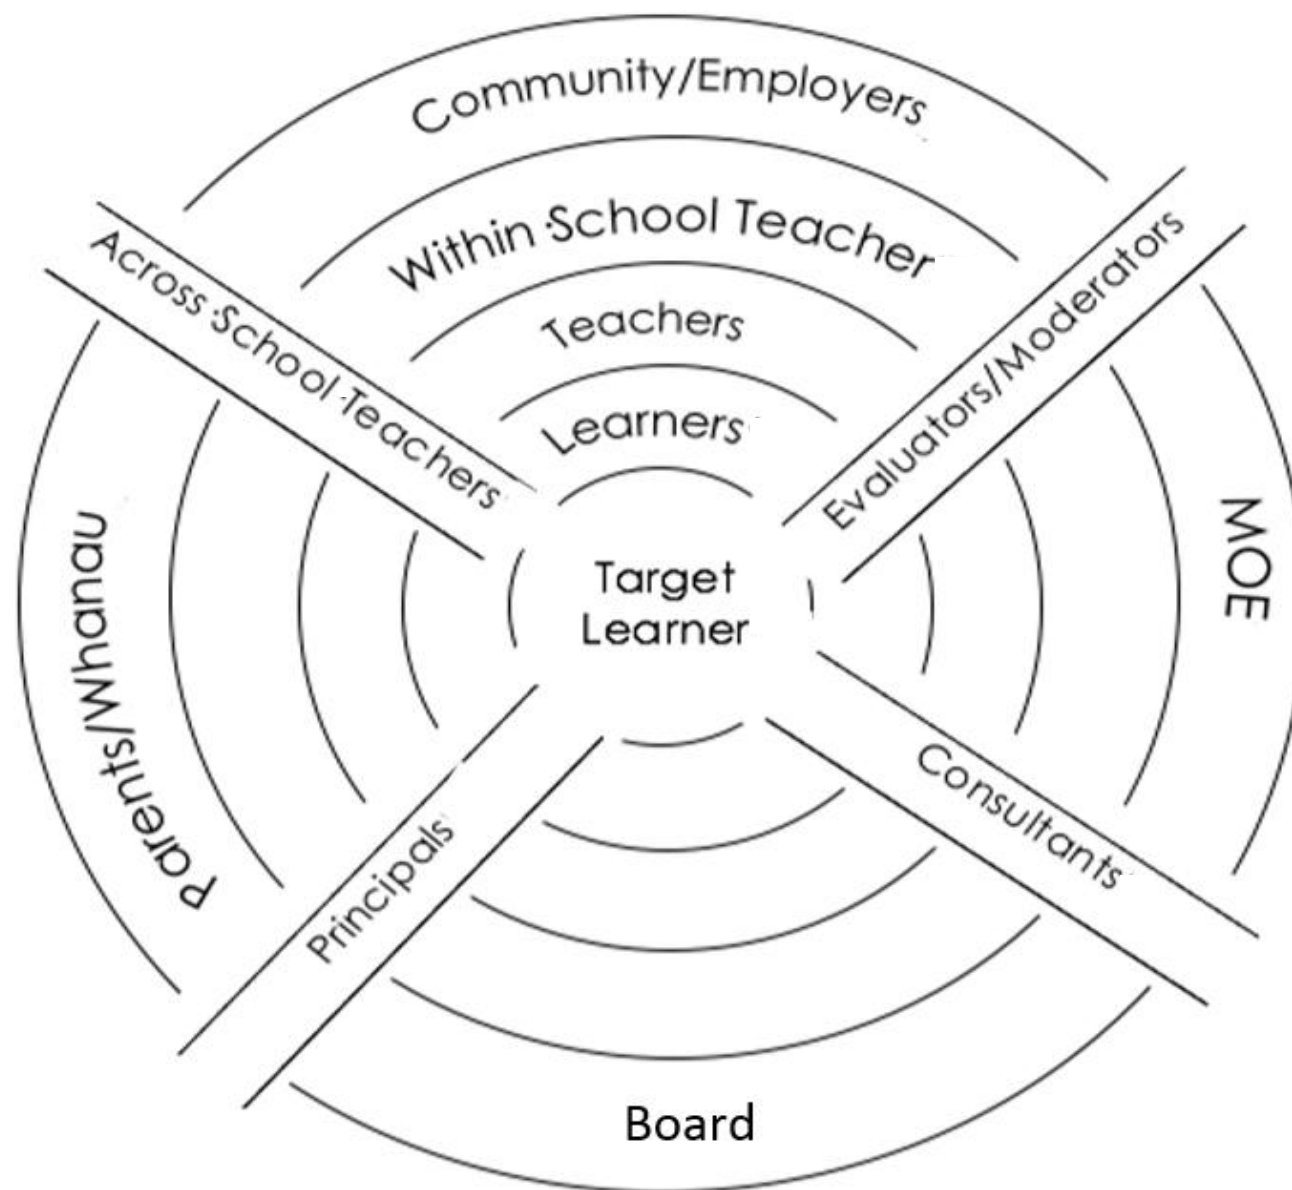 Community/Employers
Within School Teacher
Teachers
Learners
Across School Teachers
Evaluators/Moderators
Parents/Whanau
MOE
Target
Learner
Principals
Consultants
Board